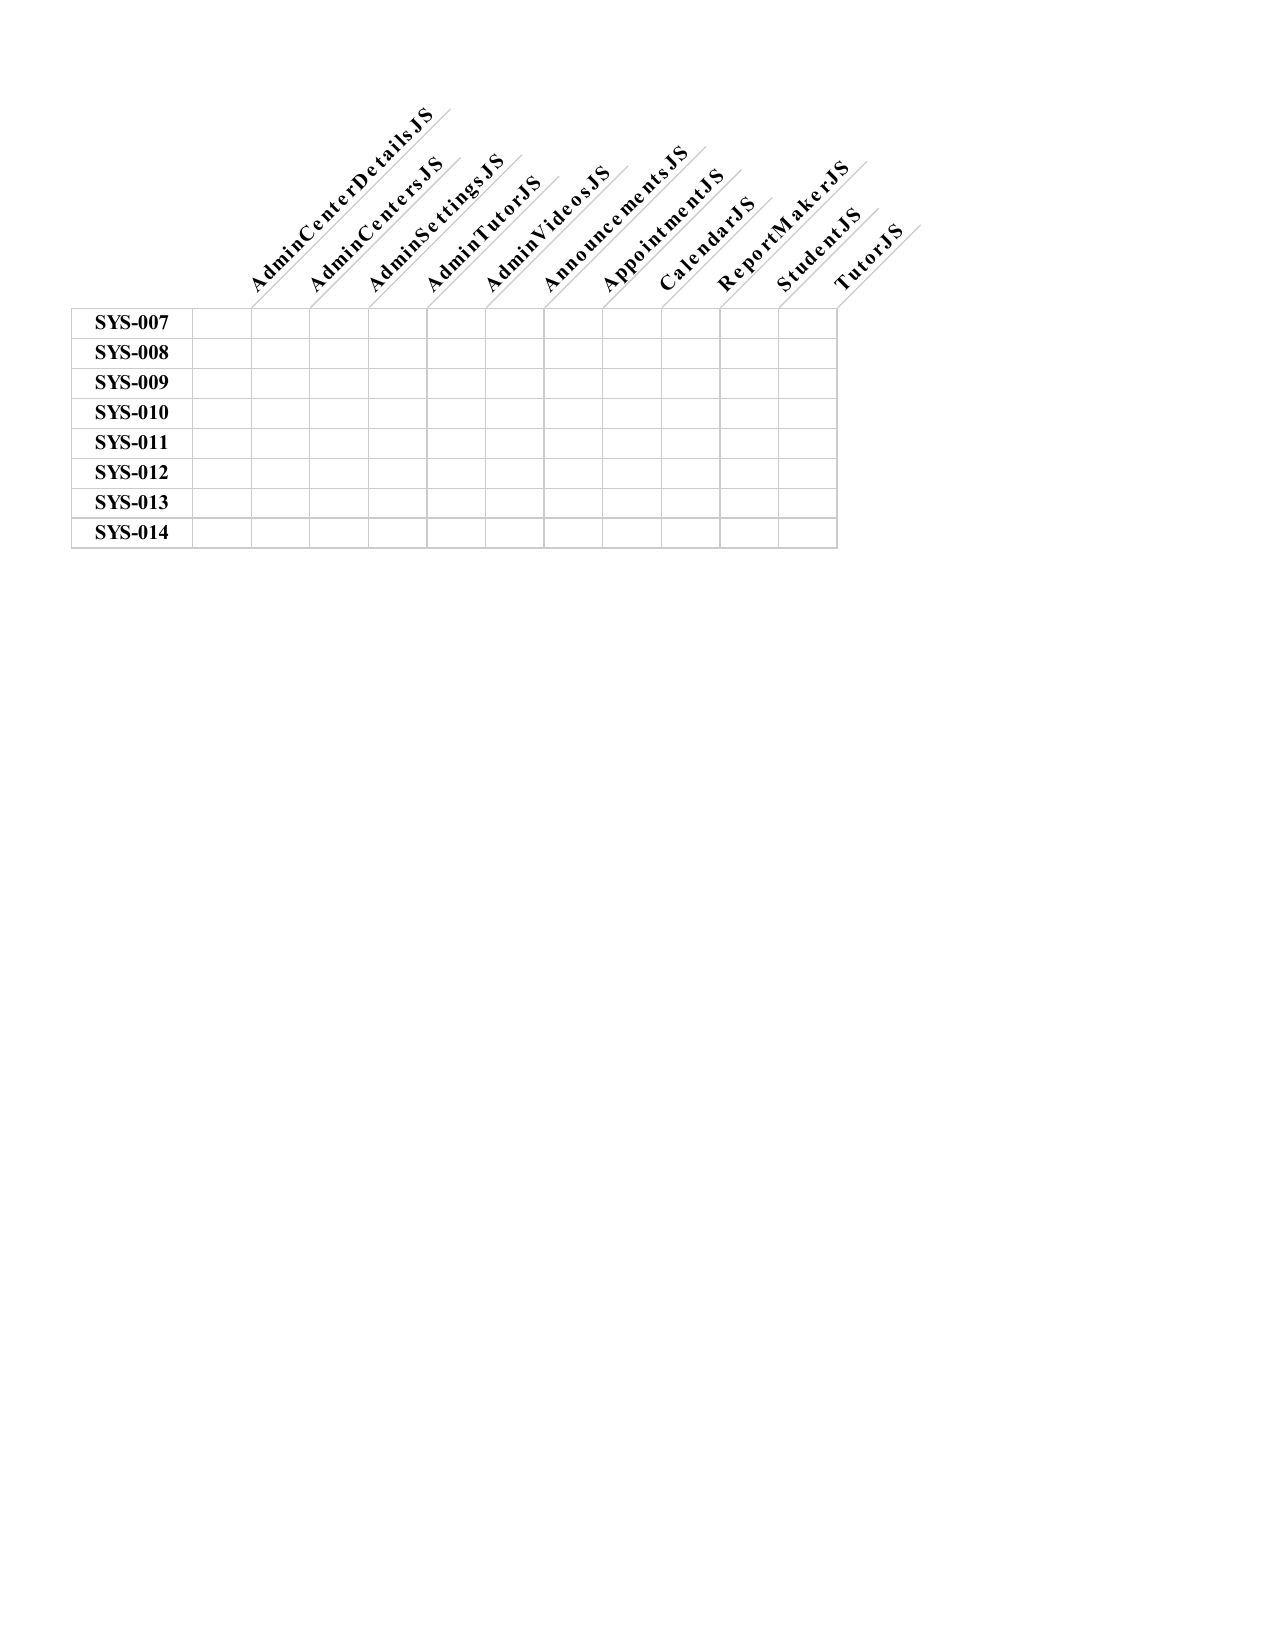 AdminCenterDetailsJS
AdminCentersJS
AdminSettingsJS
AdminTutorJS
AdminVideosJS
AnnouncementsJS
AppointmentJS
CalendarJS
ReportMakerJS
StudentJS
TutorJS
SYS-007
SYS-008
SYS-009
SYS-010
SYS-011
SYS-012
SYS-013
SYS-014